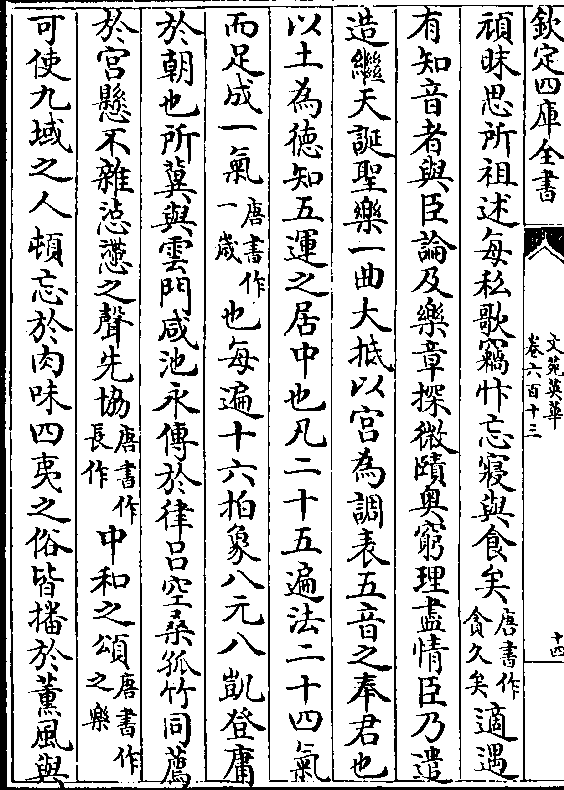 欽定四庫全書
文苑英華
卷六百十三
十四
頑昧思所祖述每私歌竊忭忘寢與食矣唐書作貪久矣適遇
有知音者與臣論及樂章探微賾奥窮理盡情臣乃遣
造繼天誕聖樂一曲大抵以宫為調表五音之奉君也
以土為徳知五運之居中也凡二十五遍法二十四氣
而足成一氣唐書作一歲也每遍十六拍象八元八凱登庸
於朝也所冀與雲門咸池永傳於律吕空桑孤竹同薦
於宫懸不雜惉懘之聲先協唐書作長作中和之頌唐書作之樂
可使九域之人頓忘於肉味四夷之俗皆播於薰風與